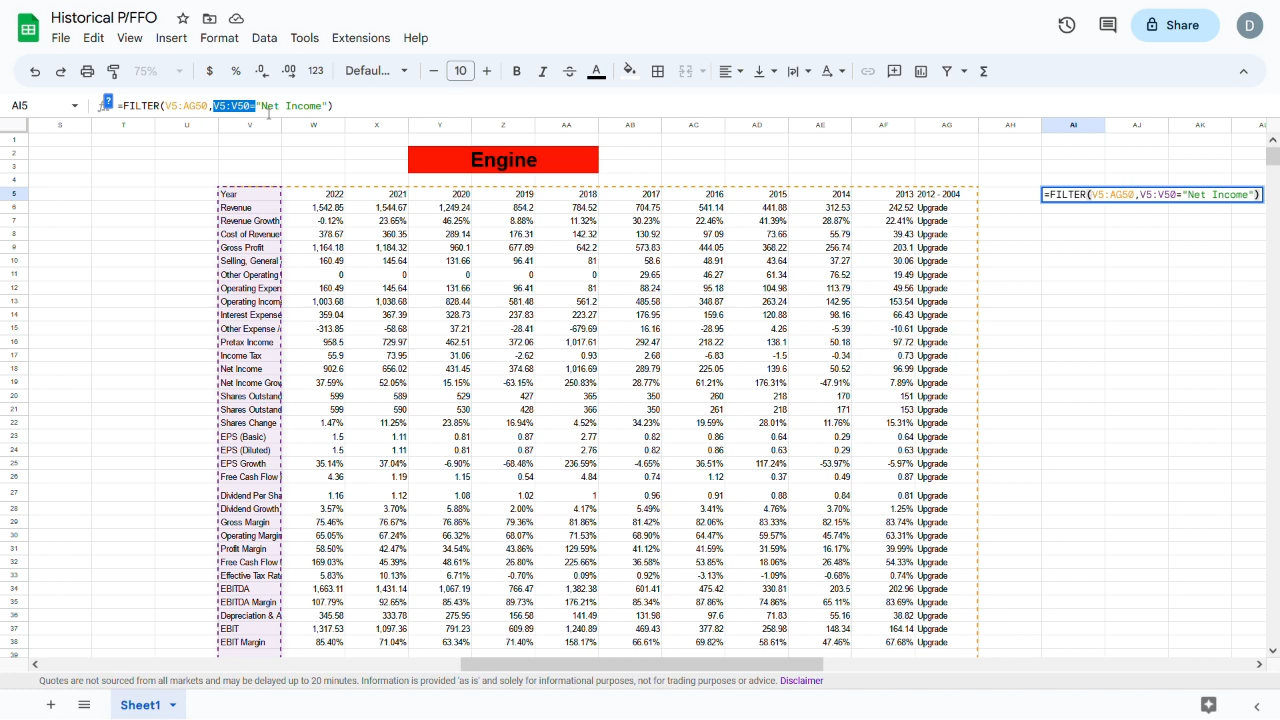 Historical P/FFO
File Edit View Insert Format Data Tools Extensions Help
Share D
75% $ % .0 .00 123 Defaul... − 10 + B I S A Σ
AI5 ? fx =FILTER(V5:AG50,V5:V50="Net Income")
S T U V W X Y Z AA AB AC AD AE AF AG AH AI AJ AK
1
2 Engine
3
4
5 Year 2022 2021 2020 2019 2018 2017 2016 2015 2014 2013 2012 - 2004 =FILTER(V5:AG50,V5:V50="Net Income")
6 Revenue 1,542.85 1,544.67 1,249.24 854.2 784.52 704.75 541.14 441.88 312.53 242.52 Upgrade
7 Revenue Growth -0.12% 23.65% 46.25% 8.88% 11.32% 30.23% 22.46% 41.39% 28.87% 22.41% Upgrade
8 Cost of Revenue 378.67 360.35 289.14 176.31 142.32 130.92 97.09 73.66 55.79 39.43 Upgrade
9 Gross Profit 1,164.18 1,184.32 960.1 677.89 642.2 573.83 444.05 368.22 256.74 203.1 Upgrade
10 Selling, General 160.49 145.64 131.66 96.41 81 58.6 48.91 43.64 37.27 30.06 Upgrade
11 Other Operating 0 0 0 0 0 29.65 46.27 61.34 76.52 19.49 Upgrade
12 Operating Expen 160.49 145.64 131.66 96.41 81 88.24 95.18 104.98 113.79 49.56 Upgrade
13 Operating Incom 1,003.68 1,038.68 828.44 581.48 561.2 485.58 348.87 263.24 142.95 153.54 Upgrade
14 Interest Expense 359.04 367.39 328.73 237.83 223.27 176.95 159.6 120.88 98.16 66.43 Upgrade
15 Other Expense / -313.85 -58.68 37.21 -28.41 -679.69 16.16 -28.95 4.26 -5.39 -10.61 Upgrade
16 Pretax Income 958.5 729.97 462.51 372.06 1,017.61 292.47 218.22 138.1 50.18 97.72 Upgrade
17 Income Tax 55.9 73.95 31.06 -2.62 0.93 2.68 -6.83 -1.5 -0.34 0.73 Upgrade
18 Net Income 902.6 656.02 431.45 374.68 1,016.69 289.79 225.05 139.6 50.52 96.99 Upgrade
19 Net Income Grow 37.59% 52.05% 15.15% -63.15% 250.83% 28.77% 61.21% 176.31% -47.91% 7.89% Upgrade
20 Shares Outstand 599 589 529 427 365 350 260 218 170 151 Upgrade
21 Shares Outstand 599 590 530 428 366 350 261 218 171 153 Upgrade
22 Shares Change 1.47% 11.25% 23.85% 16.94% 4.52% 34.23% 19.59% 28.01% 11.76% 15.31% Upgrade
23 EPS (Basic) 1.5 1.11 0.81 0.87 2.77 0.82 0.86 0.64 0.29 0.64 Upgrade
24 EPS (Diluted) 1.5 1.11 0.81 0.87 2.76 0.82 0.86 0.63 0.29 0.63 Upgrade
25 EPS Growth 35.14% 37.04% -6.90% -68.48% 236.59% -4.65% 36.51% 117.24% -53.97% -5.97% Upgrade
26 Free Cash Flow 4.36 1.19 1.15 0.54 4.84 0.74 1.12 0.37 0.49 0.87 Upgrade
27 Dividend Per Sha 1.16 1.12 1.08 1.02 1 0.96 0.91 0.88 0.84 0.81 Upgrade
28 Dividend Growth 3.57% 3.70% 5.88% 2.00% 4.17% 5.49% 3.41% 4.76% 3.70% 1.25% Upgrade
29 Gross Margin 75.46% 76.67% 76.86% 79.36% 81.86% 81.42% 82.06% 83.33% 82.15% 83.74% Upgrade
30 Operating Margin 65.05% 67.24% 66.32% 68.07% 71.53% 68.90% 64.47% 59.57% 45.74% 63.31% Upgrade
31 Profit Margin 58.50% 42.47% 34.54% 43.86% 129.59% 41.12% 41.59% 31.59% 16.17% 39.99% Upgrade
32 Free Cash Flow 169.03% 45.39% 48.61% 26.80% 225.66% 36.58% 53.85% 18.06% 26.48% 54.33% Upgrade
33 Effective Tax Rat 5.83% 10.13% 6.71% -0.70% 0.09% 0.92% -3.13% -1.09% -0.68% 0.74% Upgrade
34 EBITDA 1,663.11 1,431.14 1,067.19 766.47 1,382.38 601.41 475.42 330.81 203.5 202.96 Upgrade
35 EBITDA Margin 107.79% 92.65% 85.43% 89.73% 176.21% 85.34% 87.86% 74.86% 65.11% 83.69% Upgrade
36 Depreciation & A 345.58 333.78 275.95 156.58 141.49 131.98 97.6 71.83 55.16 38.82 Upgrade
37 EBIT 1,317.53 1,097.36 791.23 609.89 1,240.89 469.43 377.82 258.98 148.34 164.14 Upgrade
38 EBIT Margin 85.40% 71.04% 63.34% 71.40% 158.17% 66.61% 69.82% 58.61% 47.46% 67.68% Upgrade
39
Quotes are not sourced from all markets and may be delayed up to 20 minutes. Information is provided 'as is' and solely for informational purposes, not for trading purposes or advice. Disclaimer
Sheet1